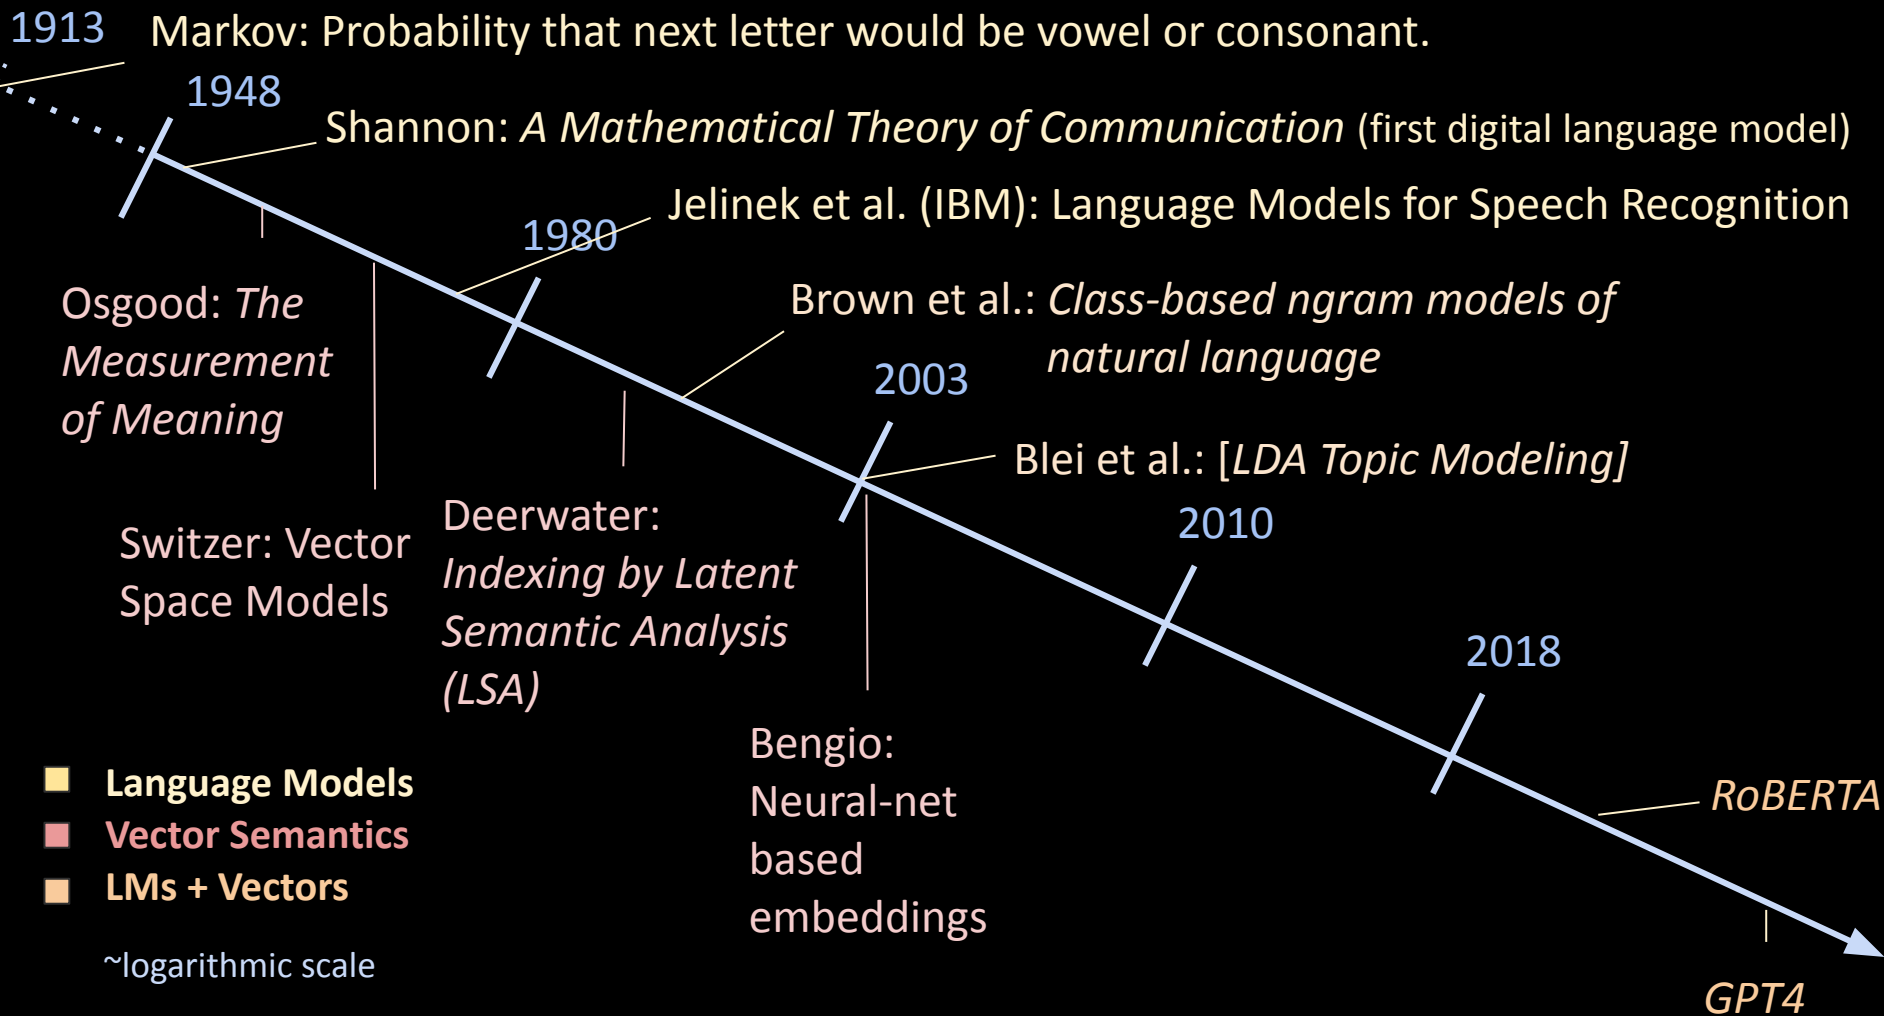 1913
Markov: Probability that next letter would be vowel or consonant.
1948
Shannon: A Mathematical Theory of Communication (first digital language model)
Jelinek et al. (IBM): Language Models for Speech Recognition
1980
Osgood: The
Measurement
of Meaning
Brown et al.: Class-based ngram models of
natural language
2003
Blei et al.: [LDA Topic Modeling]
Switzer: Vector
Space Models
Deerwater:
Indexing by Latent
Semantic Analysis
(LSA)
2010
2018
Bengio:
Neural-net
based
embeddings
RoBERTA
GPT4
Language Models
Vector Semantics
LMs + Vectors
~logarithmic scale